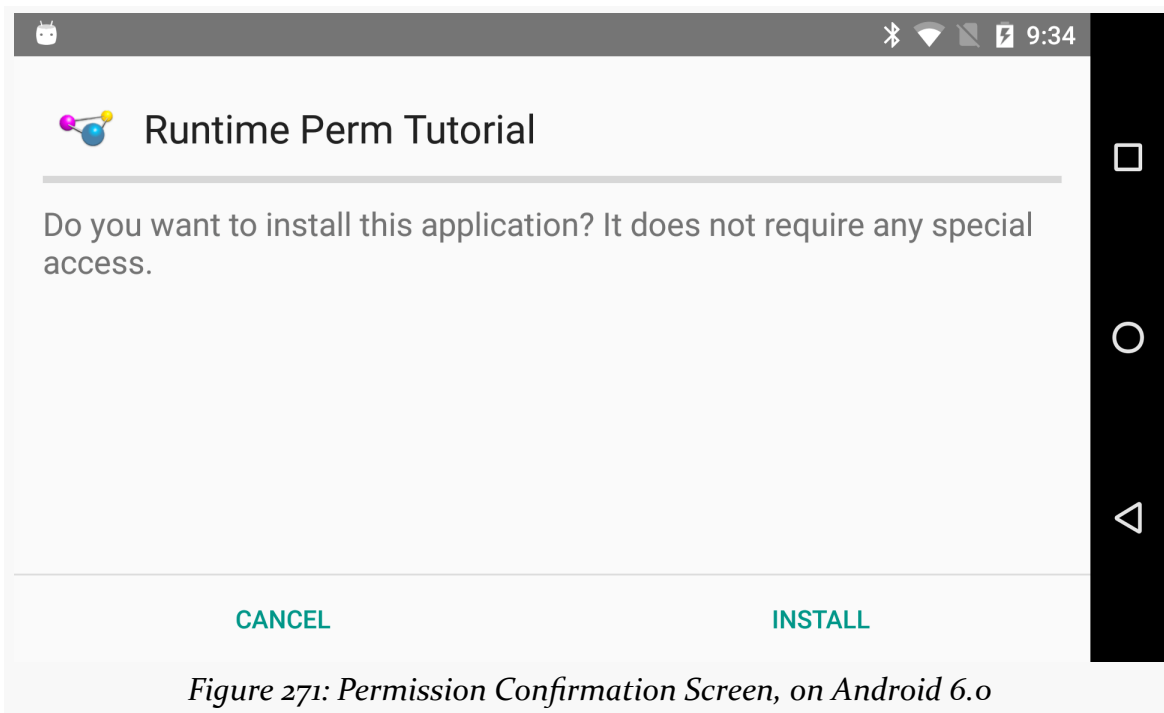 9:34
Runtime Perm Tutorial
Do you want to install this application? It does not require any special
access.
CANCEL INSTALL
Figure 271: Permission Confirmation Screen, on Android 6.0